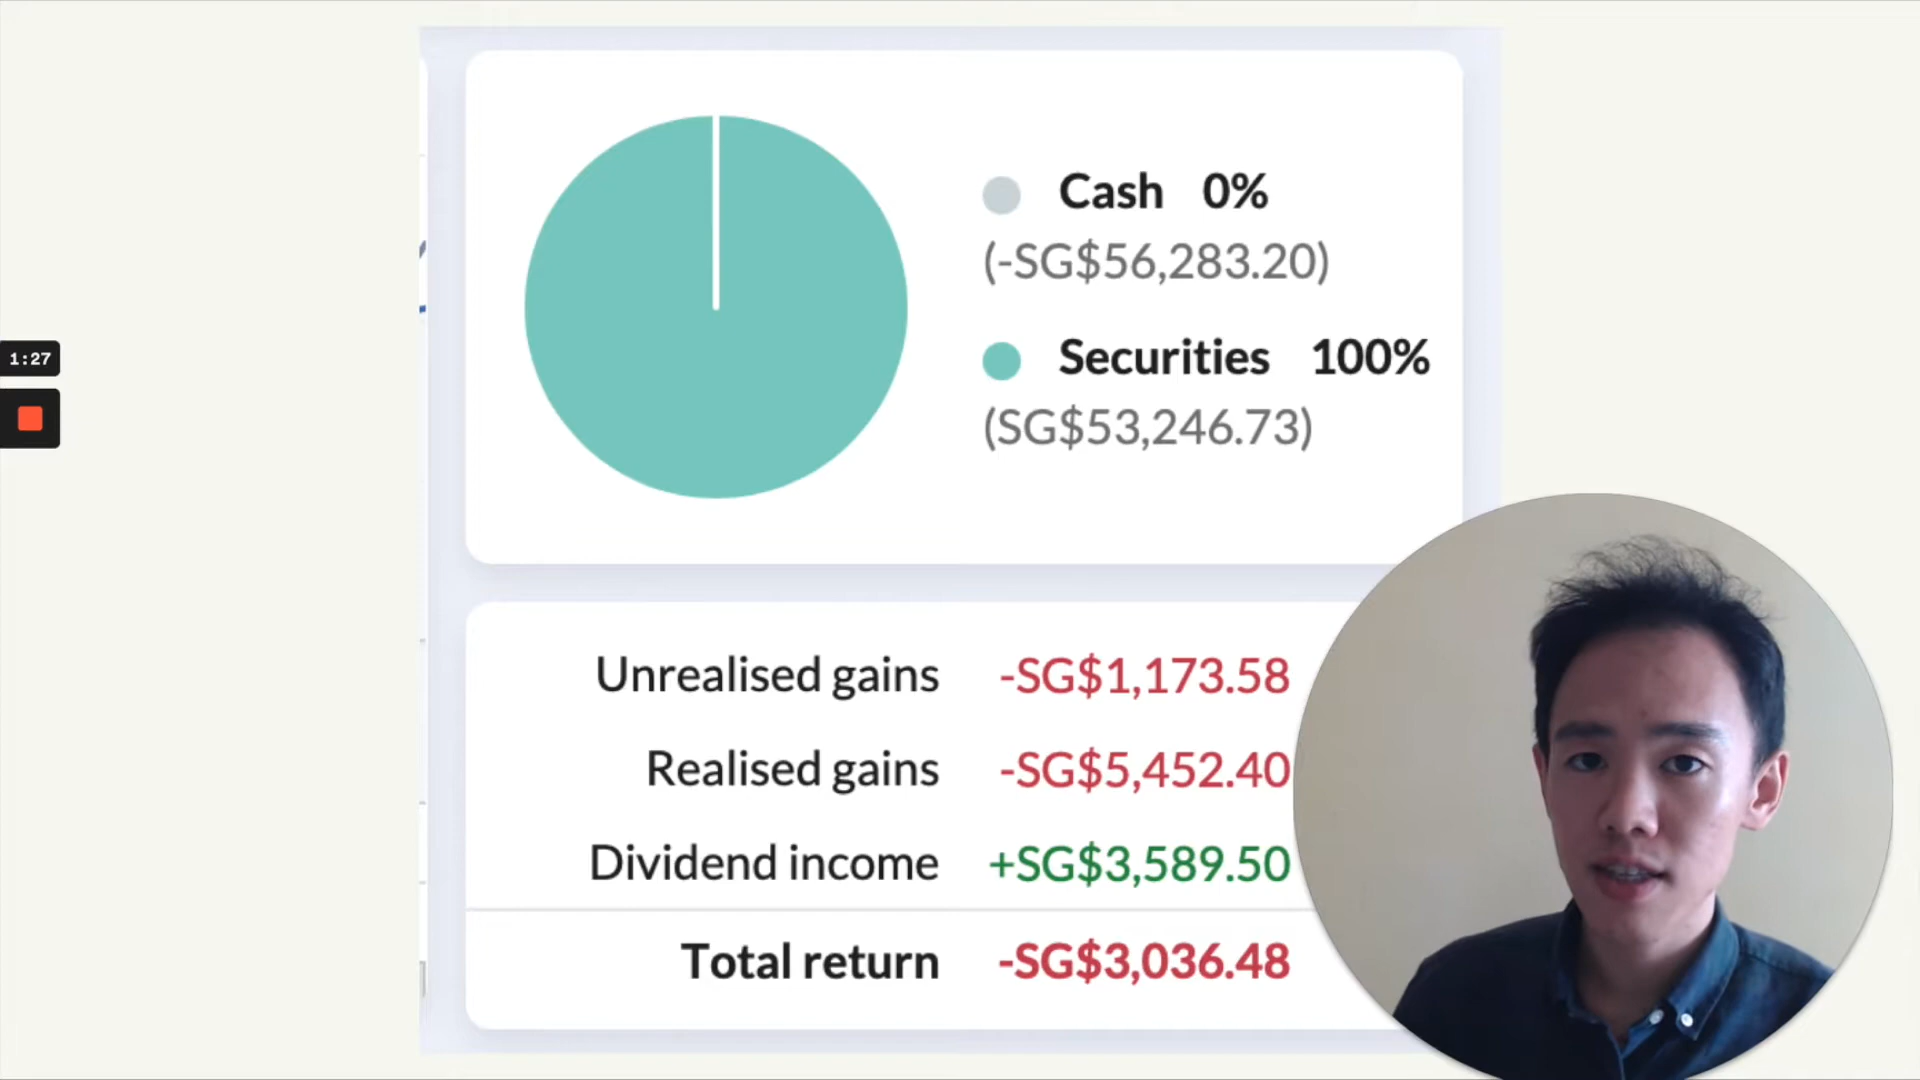 Cash 0%
(-SG$56,283.20)
Securities 100%
(SG$53,246.73)
1:27
Unrealised gains -SG$1,173.58
Realised gains -SG$5,452.40
Dividend income +SG$3,589.50
Total return -SG$3,036.48